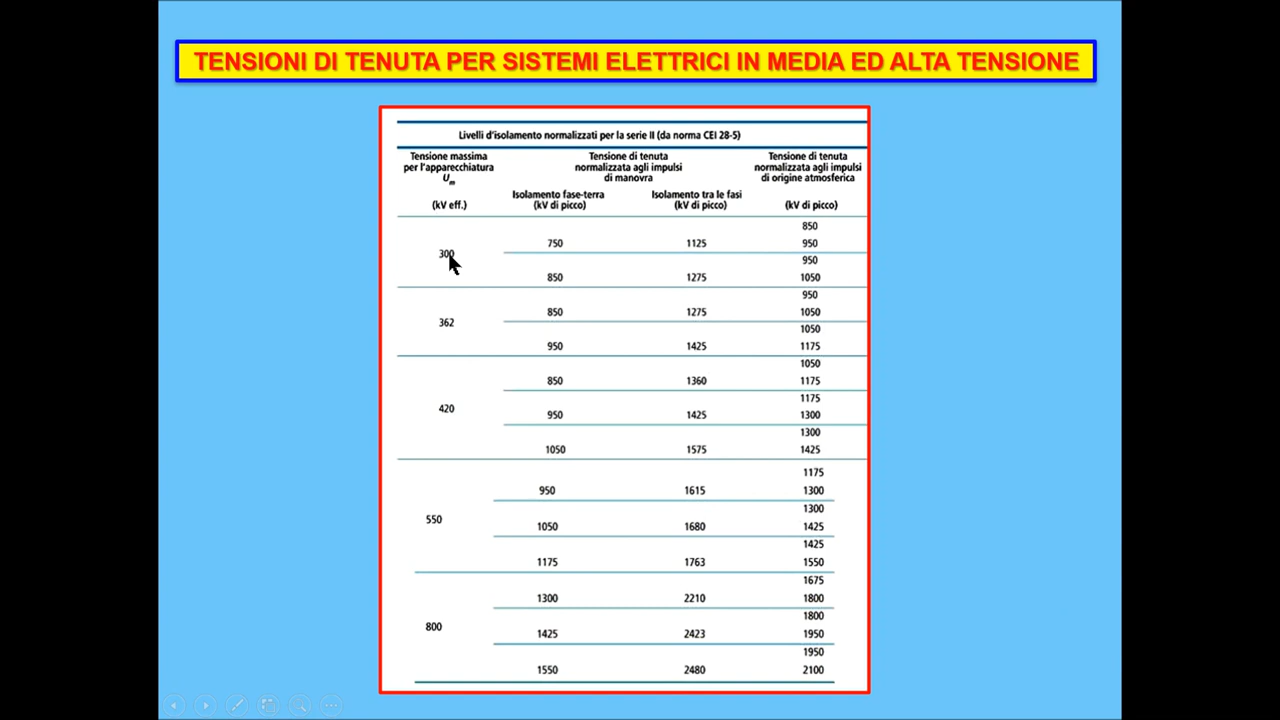 TENSIONI DI TENUTA PER SISTEMI ELETTRICI IN MEDIA ED ALTA TENSIONE
Livelli d'isolamento normalizzati per la serie II (da norma CEI 28-5)
Tensione massima
per l'apparecchiatura
Um
(kV eff.)
Tensione di tenuta
normalizzata agli impulsi
di manovra
Isolamento fase-terra
(kV di picco)
Isolamento tra le fasi
(kV di picco)
Tensione di tenuta
normalizzata agli impulsi
di origine atmosferica
(kV di picco)
850
750 1125 950
300
950
850 1275 1050
950
850 1275 1050
362
1050
950 1425 1175
1050
850 1360 1175
1175
420
950 1425 1300
1300
1050 1575 1425
1175
950 1615 1300
1300
550
1050 1680 1425
1425
1175 1763 1550
1675
1300 2210 1800
1800
800
1425 2423 1950
1950
1550 2480 2100